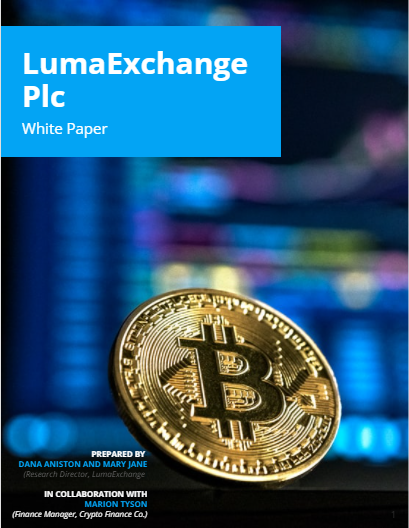 LumaExchange
Plc
White Paper
PREPARED BY
DANA ANISTON AND MARY JANE
(Research Director, LumaExchange
IN COLLABORATION WITH
MARION TYSON
(Finance Manager, Crypto Finance Co.)
1